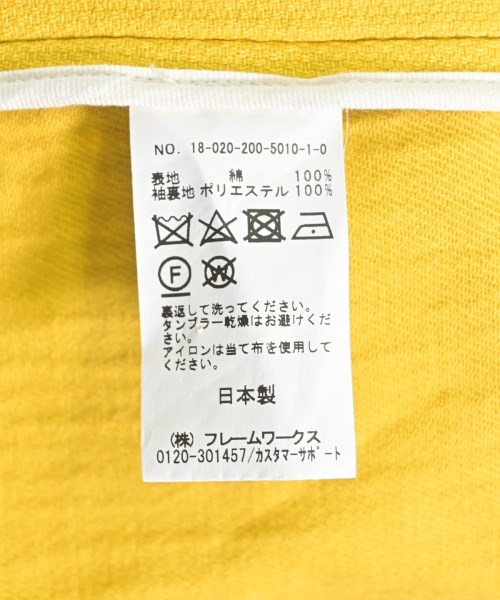 NO. 18-020-200-5010-1-0
表地 綿 100%
袖裏地 ポリエステル 100%
F W
裏返して洗ってください。
タンブラー乾燥はお避けくだ
さい。
アイロンは当て布を使用して
ください。
日本製
(株) フレームワークス
0120-301457/カスタマーサポート